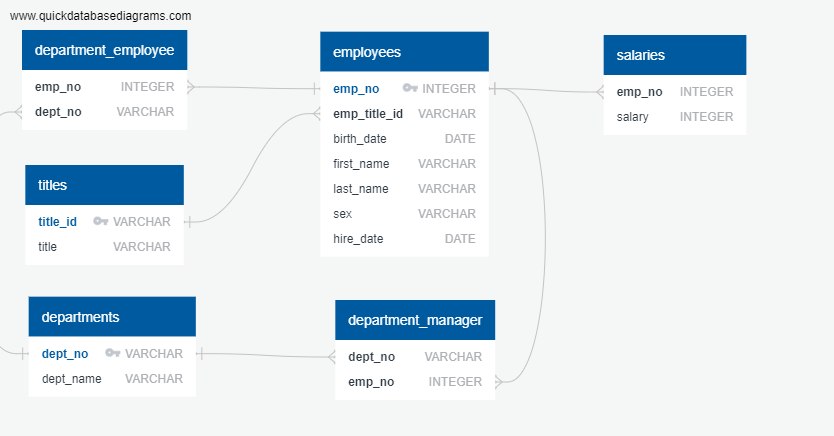 www.quickdatabasediagrams.com
department_employee
emp_no INTEGER
dept_no VARCHAR
employees
emp_no INTEGER
emp_title_id VARCHAR
birth_date DATE
first_name VARCHAR
last_name VARCHAR
sex VARCHAR
hire_date DATE
salaries
emp_no INTEGER
salary INTEGER
titles
title_id VARCHAR
title VARCHAR
departments
dept_no VARCHAR
dept_name VARCHAR
department_manager
dept_no VARCHAR
emp_no INTEGER